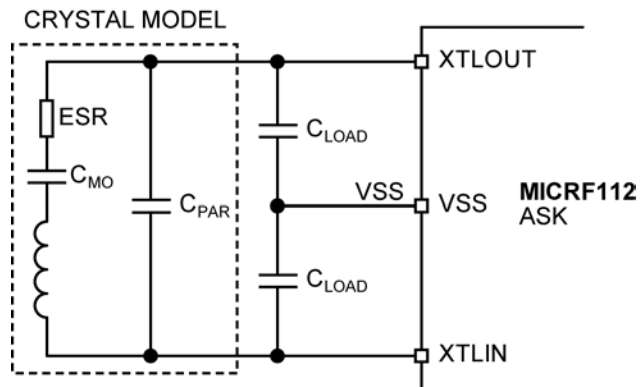 CRYSTAL MODEL
XTLOUT
ESR
CLOAD
CMO
VSS
VSS
MICRF112
ASK
CPAR
CLOAD
XTLIN